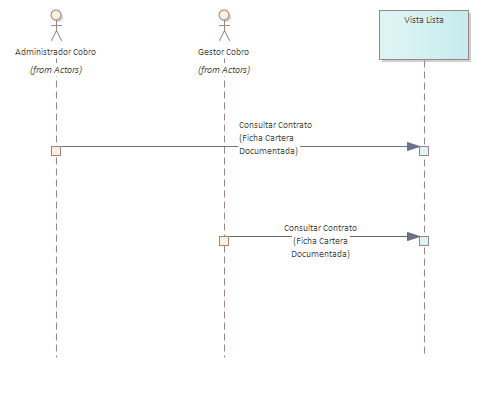 Administrador Cobro
(from Actors)
Gestor Cobro
(from Actors)
Vista Lista
Consultar Contrato
(Ficha Cartera
Documentada)
Consultar Contrato
(Ficha Cartera
Documentada)